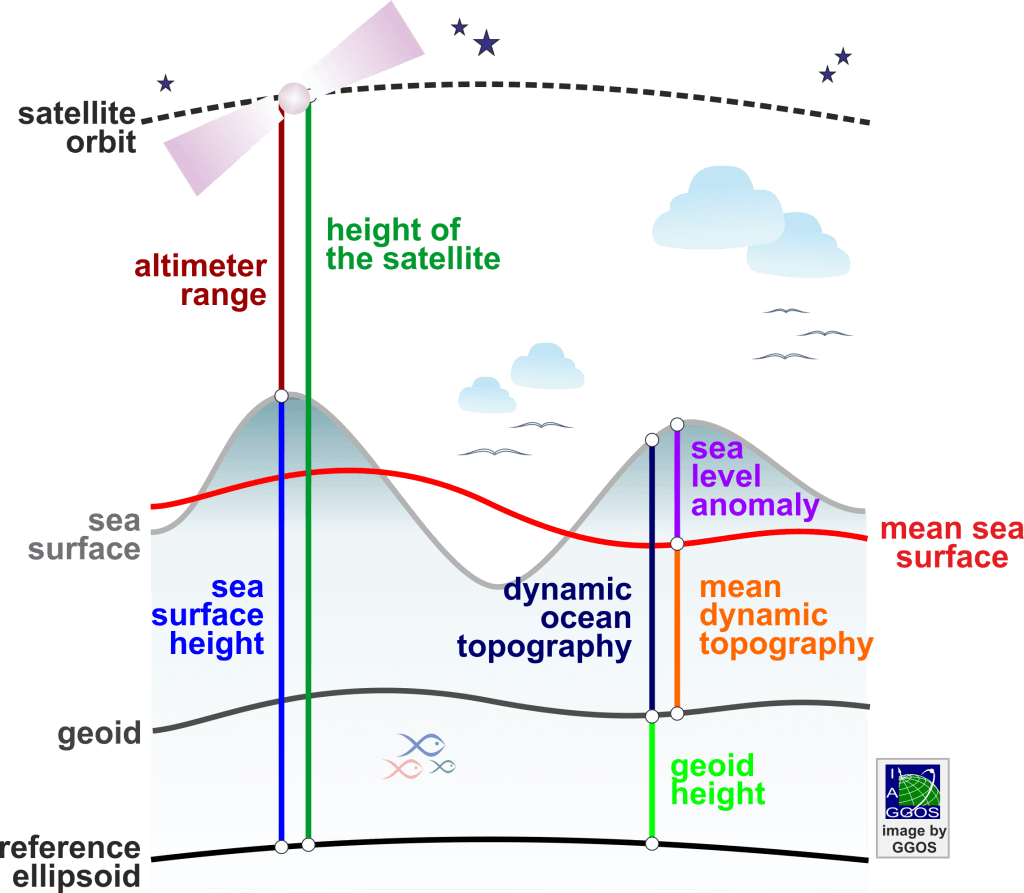 satellite
orbit
height of
the satellite
altimeter
range
sea
level
anomaly
sea
surface
mean sea
surface
sea
surface
height
dynamic
ocean
topography
mean
dynamic
topography
geoid
geoid
height
I
A
GGOS
image by
GGOS
reference
ellipsoid